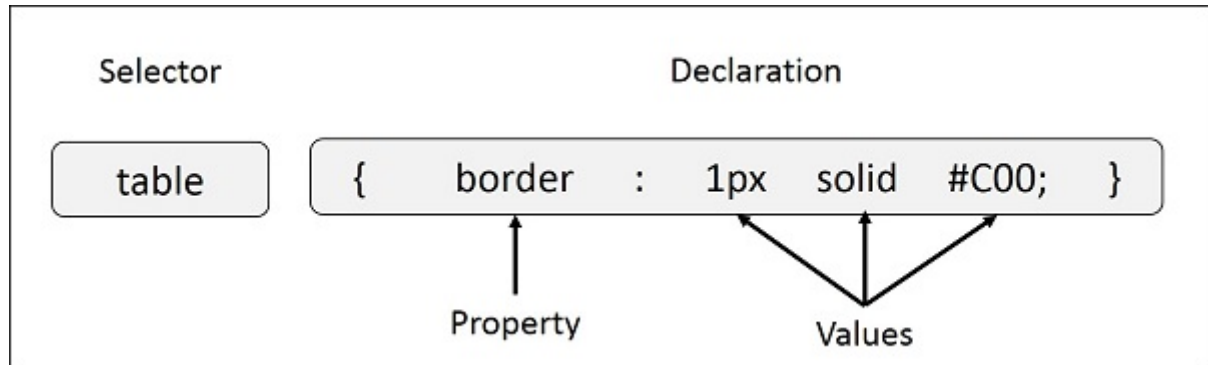 Selector Declaration
table { border : 1px solid #C00; }
Property Values